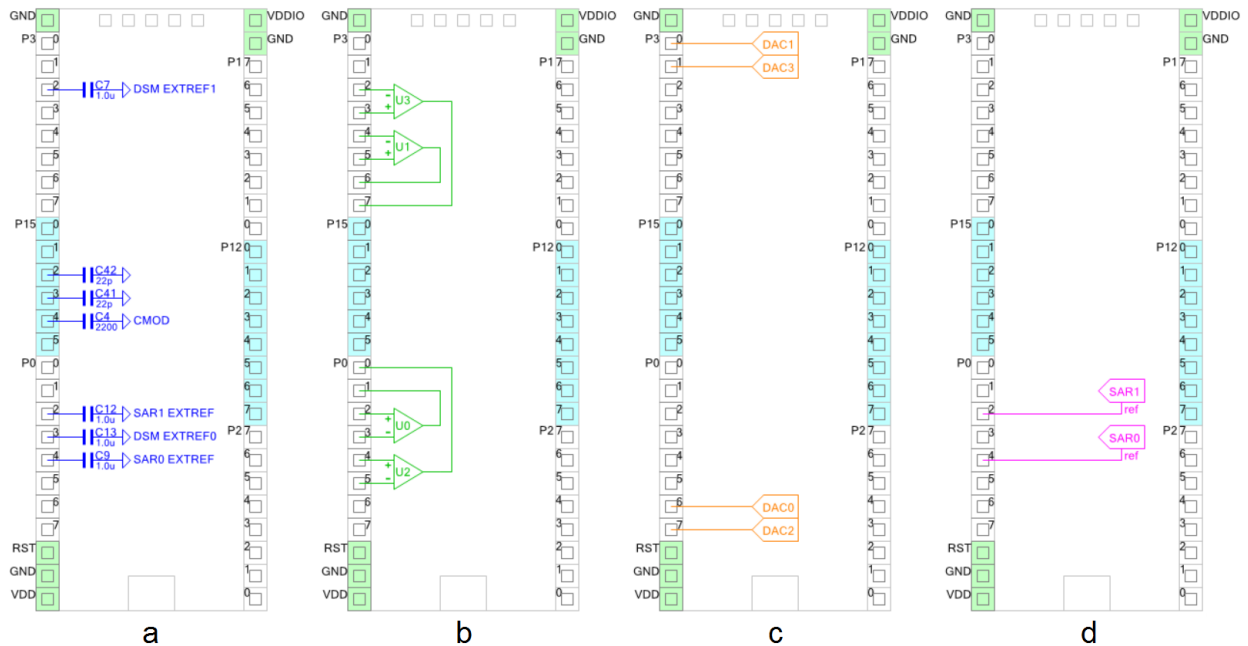 GND VDDIO
P3 0 GND
1 P1 7
2 C7 DSM EXTREF1 6
1.0u
3 5
4 4
5 3
6 2
7 1
P15 0 0
1 P12 0
2 C42 1
22p
3 C41 2
22p
4 C4 CMOD 3
2200
5 4
P0 0 5
1 6
2 C12 SAR1 EXTREF 7
1.0u
3 C13 DSM EXTREF0 P2 7
1.0u
4 C9 SAR0 EXTREF 6
1.0u
5 5
6 4
7 3
RST 2
GND 1
VDD 0
a
GND VDDIO
P3 0 GND
1 P1 7
2 - U3 6
3 + 5
4 - U1 4
5 + 3
6 2
7 1
P15 0 0
1 P12 0
2 1
3 2
4 3
5 4
P0 0 5
1 6
2 + U0 7
3 - P2 7
4 + U2 6
5 - 5
6 4
7 3
RST 2
GND 1
VDD 0
b
GND VDDIO
P3 0 DAC1 GND
1 DAC3 P1 7
2 6
3 5
4 4
5 3
6 2
7 1
P15 0 0
1 P12 0
2 1
3 2
4 3
5 4
P0 0 5
1 6
2 7
3 P2 7
4 6
5 5
6 DAC0 4
7 DAC2 3
RST 2
GND 1
VDD 0
c
GND VDDIO
P3 0 GND
1 P1 7
2 6
3 5
4 4
5 3
6 2
7 1
P15 0 0
1 P12 0
2 1
3 2
4 3
5 4
P0 0 5
1 SAR1 6
2 ref 7
3 SAR0 P2 7
4 ref 6
5 5
6 4
7 3
RST 2
GND 1
VDD 0
d